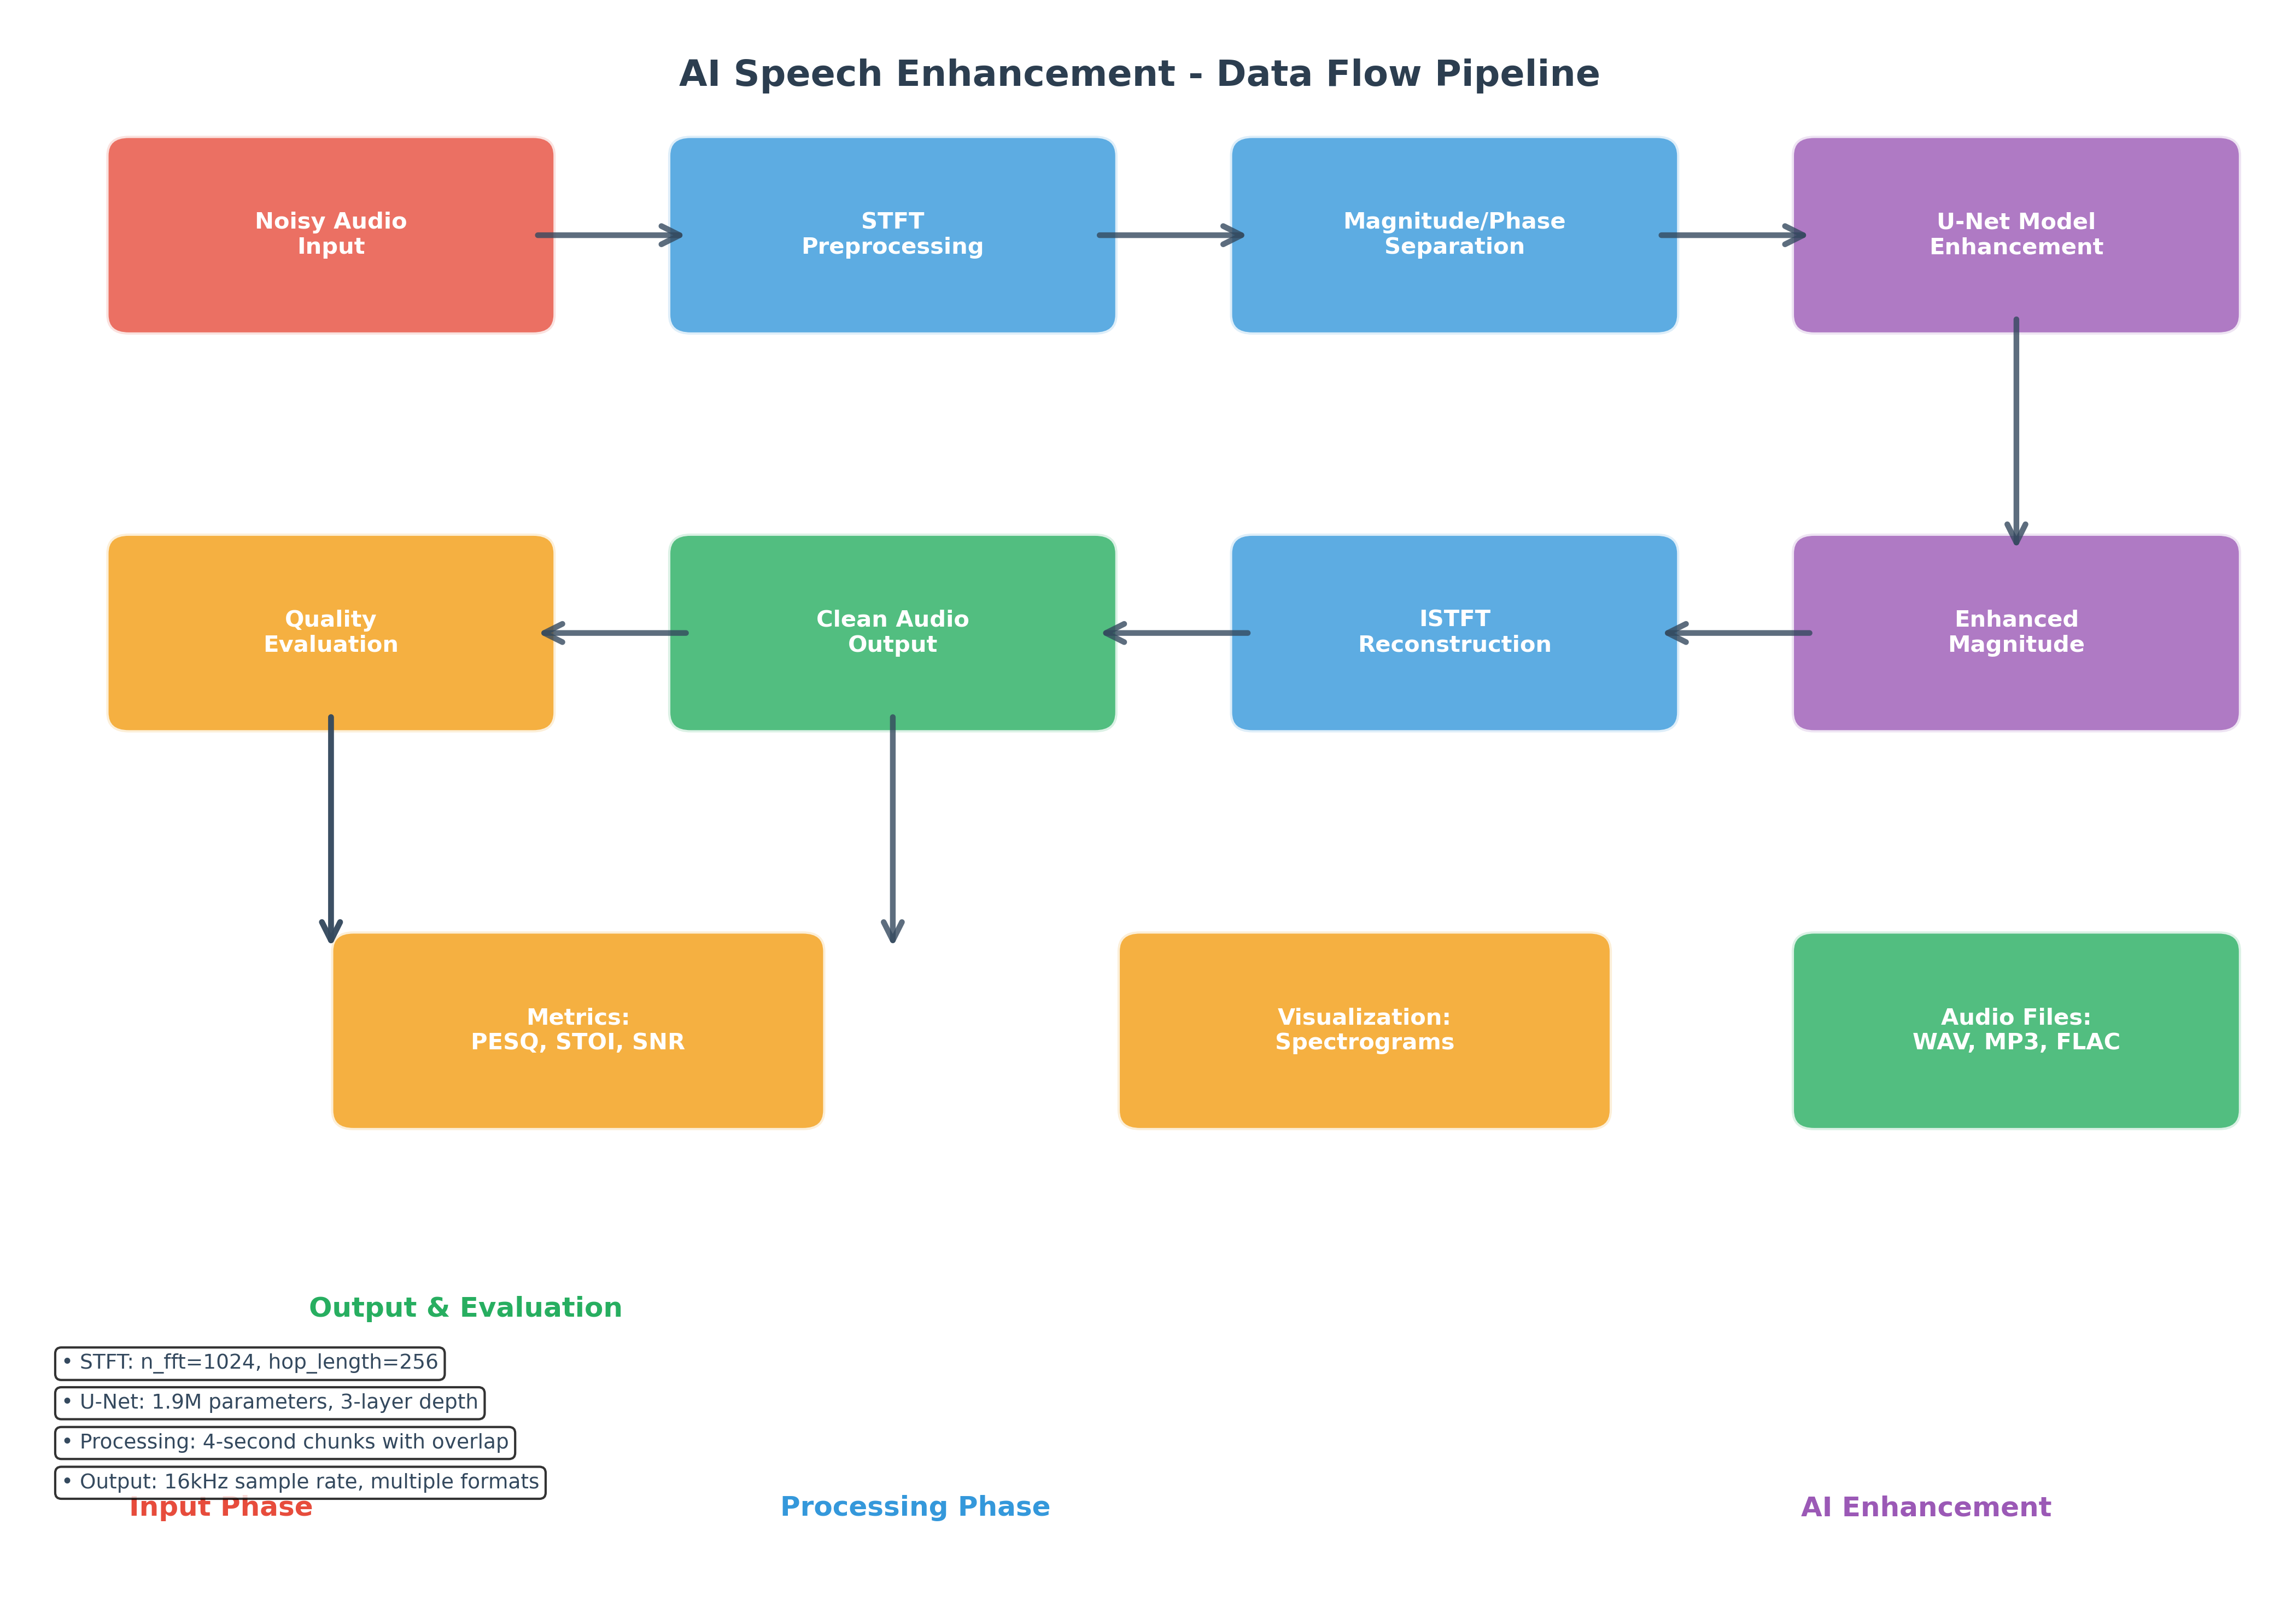 AI Speech Enhancement - Data Flow Pipeline
Noisy Audio
Input
STFT
Preprocessing
Magnitude/Phase
Separation
U-Net Model
Enhancement
Quality
Evaluation
Clean Audio
Output
ISTFT
Reconstruction
Enhanced
Magnitude
Metrics:
PESQ, STOI, SNR
Visualization:
Spectrograms
Audio Files:
WAV, MP3, FLAC
Output & Evaluation
• STFT: n_fft=1024, hop_length=256
• U-Net: 1.9M parameters, 3-layer depth
• Processing: 4-second chunks with overlap
• Output: 16kHz sample rate, multiple formats
Input Phase
Processing Phase
AI Enhancement